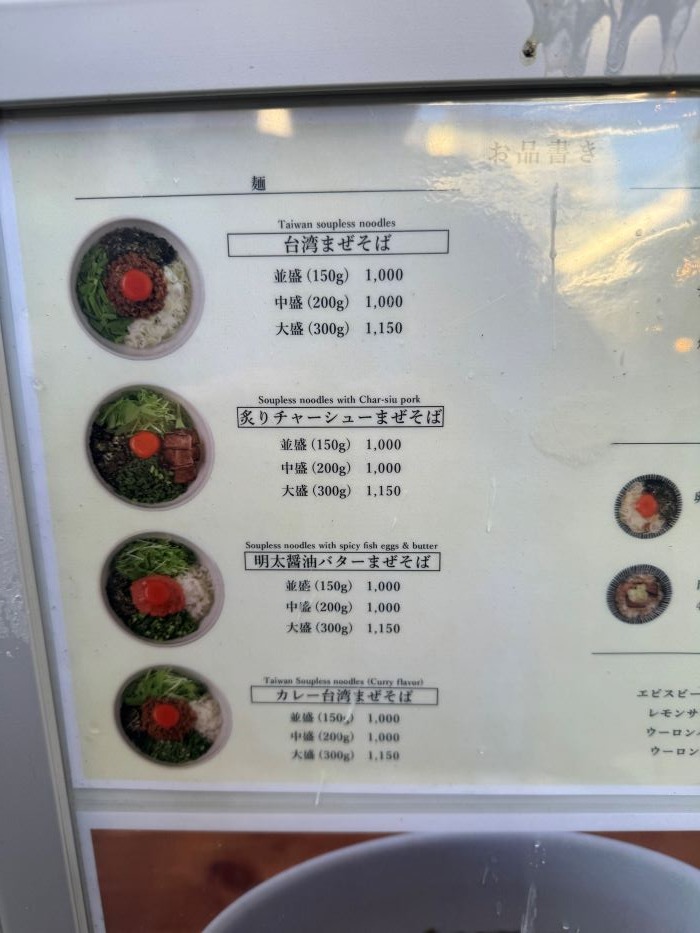 お品書き
麺
Taiwan soupless noodles
台湾まぜそば
並盛 (150g) 1,000
中盛 (200g) 1,000
大盛 (300g) 1,150
Soupless noodles with Char-siu pork
炙りチャーシューまぜそば
並盛 (150g) 1,000
中盛 (200g) 1,000
大盛 (300g) 1,150
Soupless noodles with spicy fish eggs & butter
明太醤油バターまぜそば
並盛 (150g) 1,000
中盛 (200g) 1,000
大盛 (300g) 1,150
Taiwan Soupless noodles (Curry flavor)
カレー台湾まぜそば
並盛 (150g) 1,000
中盛 (200g) 1,000
大盛 (300g) 1,150
エビスビー
レモンサ
ウーロン
ウーロン